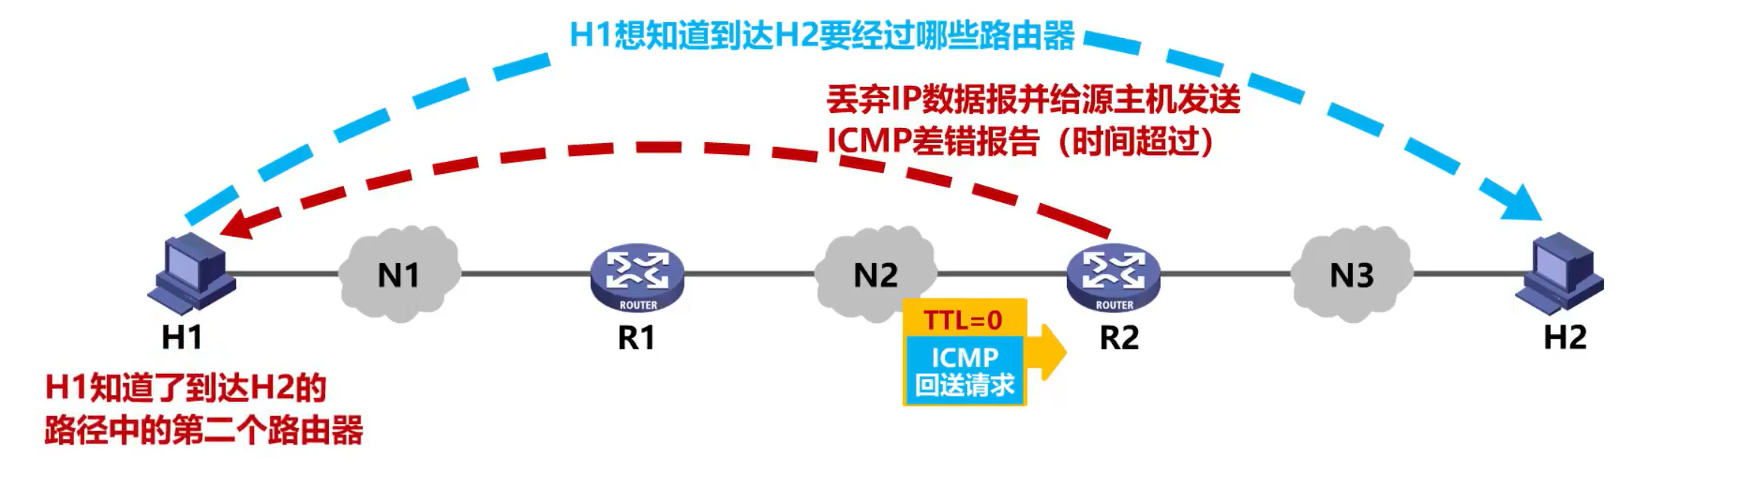 H1想知道到达H2要经过哪些路由器
丢弃IP数据报并给源主机发送
ICMP差错报告（时间超过）
N1
N2
N3
ROUTER
ROUTER
H1
R1
R2
H2
TTL=0
ICMP
回送请求
H1知道了到达H2的
路径中的第二个路由器